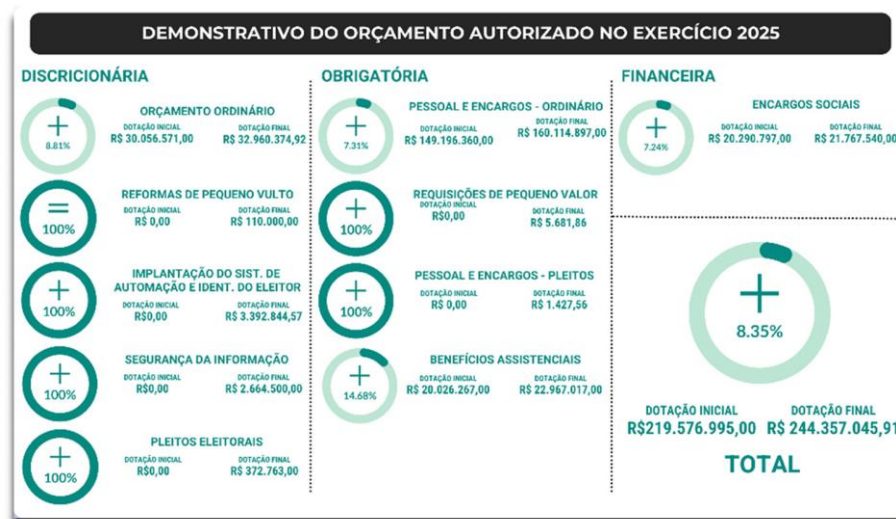 DEMONSTRATIVO DO ORÇAMENTO AUTORIZADO NO EXERCÍCIO 2025
DISCRICIONÁRIA
ORÇAMENTO ORDINÁRIO
+
8.81%
DOTAÇÃO INICIAL
R$ 30.056.571,00
DOTAÇÃO FINAL
R$ 32.960.374,92
REFORMAS DE PEQUENO VULTO
=
100%
DOTAÇÃO INICIAL
R$ 0,00
DOTAÇÃO FINAL
R$ 110.000,00
IMPLANTAÇÃO DO SIST. DE
AUTOMAÇÃO E IDENT. DO ELEITOR
+
100%
DOTAÇÃO INICIAL
R$0,00
DOTAÇÃO FINAL
R$ 3.392.844,57
SEGURANÇA DA INFORMAÇÃO
+
100%
DOTAÇÃO INICIAL
R$0,00
DOTAÇÃO FINAL
R$ 2.664.500,00
PLEITOS ELEITORAIS
+
100%
DOTAÇÃO INICIAL
R$0,00
DOTAÇÃO FINAL
R$ 372.763,00
OBRIGATÓRIA
PESSOAL E ENCARGOS - ORDINÁRIO
+
7.31%
DOTAÇÃO INICIAL
R$ 149.196.360,00
DOTAÇÃO FINAL
R$ 160.114.897,00
REQUISIÇÕES DE PEQUENO VALOR
+
100%
DOTAÇÃO INICIAL
R$0,00
DOTAÇÃO FINAL
R$ 5.681,86
PESSOAL E ENCARGOS - PLEITOS
+
100%
DOTAÇÃO INICIAL
R$ 0,00
DOTAÇÃO FINAL
R$ 1.427,56
BENEFÍCIOS ASSISTENCIAIS
+
14.68%
DOTAÇÃO INICIAL
R$ 20.026.267,00
DOTAÇÃO FINAL
R$ 22.967.017,00
FINANCEIRA
ENCARGOS SOCIAIS
+
7.24%
DOTAÇÃO INICIAL
R$ 20.290.797,00
DOTAÇÃO FINAL
R$ 21.767.540,00
+
8.35%
DOTAÇÃO INICIAL
R$219.576.995,00
DOTAÇÃO FINAL
R$ 244.357.045,91
TOTAL